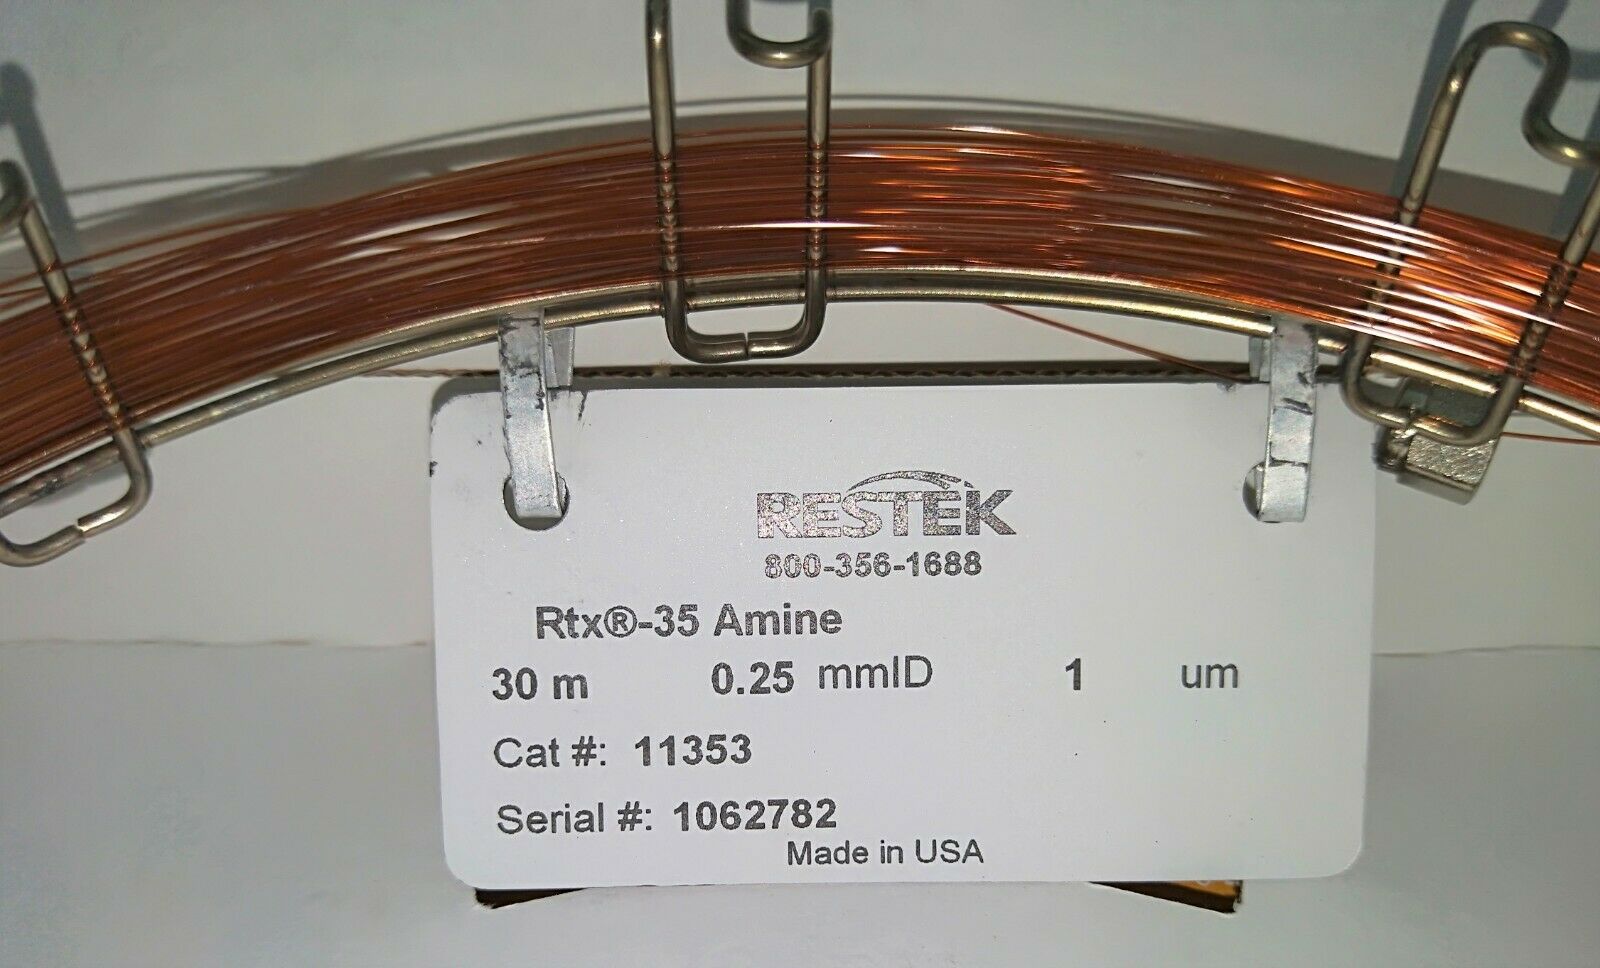 RESTEK
800-356-1688
Rtx®-35 Amine
30 m 0.25 mmID 1 um
Cat #: 11353
Serial #: 1062782
Made in USA